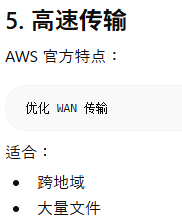 5. 高速传输
AWS 官方特点：
优化 WAN 传输
适合：
• 跨地域
• 大量文件